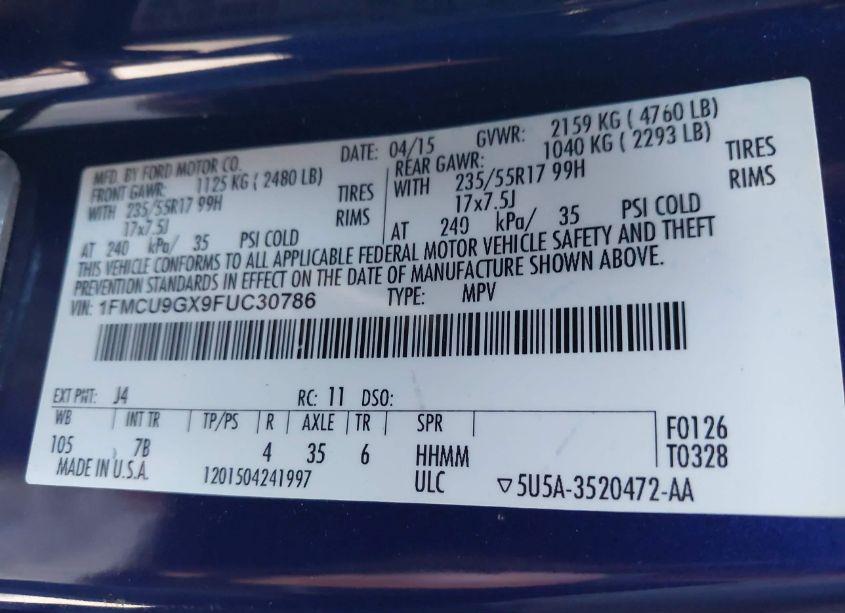 MFD. BY FORD MOTOR CO. DATE: 04/15 GVWR: 2159 KG ( 4760 LB)
FRONT GAWR: 1125 KG ( 2480 LB) REAR GAWR: 1040 KG ( 2293 LB)
WITH 235/55R17 99H TIRES WITH 235/55R17 99H TIRES
17x7.5J RIMS 17x7.5J RIMS
AT 240 kPa/ 35 PSI COLD AT 240 kPa/ 35 PSI COLD
THIS VEHICLE CONFORMS TO ALL APPLICABLE FEDERAL MOTOR VEHICLE SAFETY AND THEFT
PREVENTION STANDARDS IN EFFECT ON THE DATE OF MANUFACTURE SHOWN ABOVE.
VIN: 1FMCU9GX9FUC30786 TYPE: MPV
EXT PNT: J4 RC: 11 DSO:
WB INT TR TP/PS R AXLE TR SPR F0126
105 7B 4 35 6 HHMM T0328
MADE IN U.S.A. 1201504241997 ULC ▽5U5A-3520472-AA